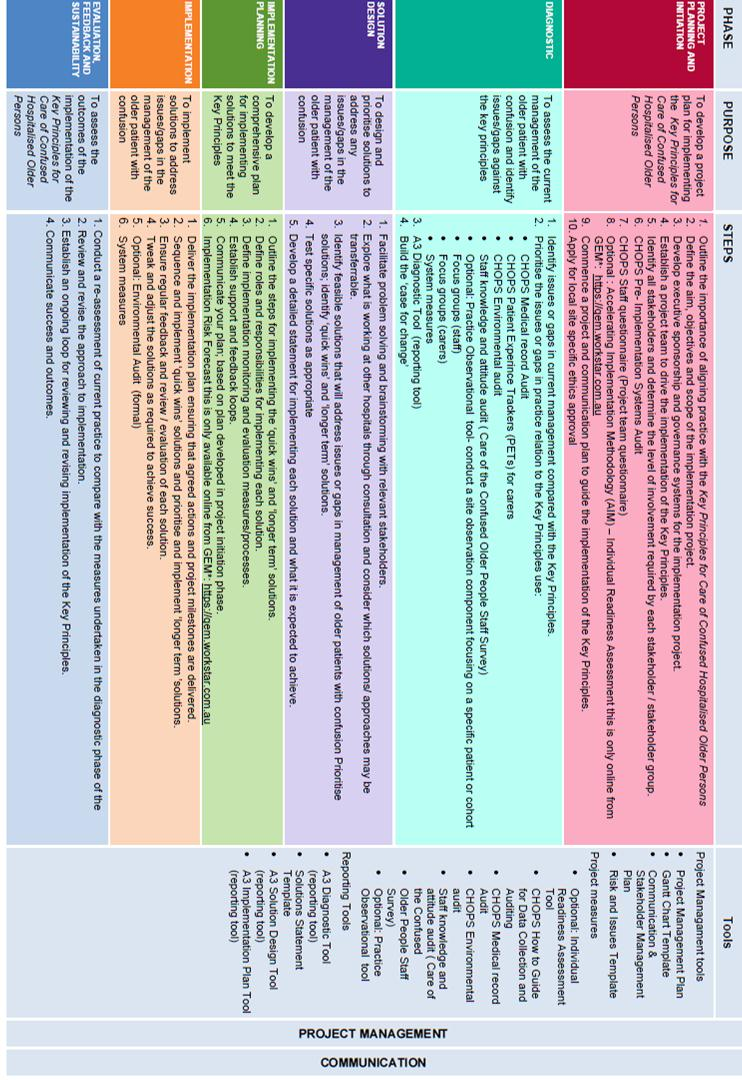 PHASE
PURPOSE
STEPS
Tools
PROJECT
PLANNING AND
INITIATION
To develop a project
plan for implementing
the Key Principles for
Care of Confused
Hospitalised Older
Persons
1. Outline the importance of aligning practice with the Key Principles for Care of Confused Hospitalised Older Persons
2. Define the aim, objectives and scope of the implementation project.
3. Develop executive sponsorship and governance systems for the implementation project.
4. Establish a project team to drive the implementation of the Key Principles.
5. Identify all stakeholders and determine the level of involvement required by each stakeholder / stakeholder group.
6. CHOPS Pre- Implementation Systems Audit
7. CHOPS Staff questionnaire (Project team questionnaire)
8. Optional : Accelerating Implementation Methodology (AIM) – Individual Readiness Assessment this is only online from
GEM*: https://gem.workstar.com.au
9. Commence a project and communication plan to guide the implementation of the Key Principles.
10. Apply for local site specific ethics approval
DIAGNOSTIC
To assess the current
management of the
older patient with
confusion and identify
issues/gaps against
the key principles
1. Identify issues or gaps in current management compared with the Key Principles.
2. Prioritise the issues or gaps in practice relation to the Key Principles use:
• CHOPS Medical record Audit
• CHOPS Patient Experince Trackers (PETs) for carers
• CHOPS Environmental audit
• Staff knowledge and attitude audit ( Care of the Confused Older People Staff Survey)
• Optional: Practice Observational tool- conduct a site observation component focusing on a specific patient or cohort
• Focus groups (staff)
• Focus groups (carers)
• System measures
3. A3 Diagnostic Tool (reporting tool)
4. Build the 'case for change'
SOLUTION
DESIGN
To design and
prioritise solutions to
address any
issues/gaps in the
management of the
older patient with
confusion
1. Facilitate problem solving and brainstorming with relevant stakeholders.
2. Explore what is working at other hospitals through consultation and consider which solutions/ approaches may be
transferrable.
3. Identify feasible solutions that will address issues or gaps in management of older patients with confusion Prioritise
solutions; identify 'quick wins' and 'longer term' solutions.
4. Test specific solutions as appropriate
5. Develop a detailed statement for implementing each solution and what it is expected to achieve.
IMPLEMENTATION
PLANNING
To develop a
comprehensive plan
for implementing
solutions to meet the
Key Principles
1. Outline the steps for implementing the 'quick wins' and 'longer term' solutions.
2. Define roles and responsibilities for implementing each solution.
3. Define implementation monitoring and evaluation measures/processes.
4. Establish support and feedback loops.
5. Communicate your plan; based on plan developed in project initiation phase.
6. Implementation Risk Forecast this is only available online from GEM*: https://gem.workstar.com.au
IMPLEMENTATION
To implement
solutions to address
issues/gaps in the
management of the
older patient with
confusion
1. Deliver the implementation plan ensuring that agreed actions and project milestones are delivered.
2. Sequence and implement 'quick wins' solutions and prioritise and implement 'longer term 'solutions.
3. Ensure regular feedback and review / evaluation of each solution.
4. Tweak and adjust the solutions as required to achieve success.
5. Optional: Environmental Audit (formal)
6. System measures
EVALUATION,
FEEDBACK AND
SUSTAINABILITY
To assess the
outcomes of the
implementation of the
Key Principles for
Care of Confused
Hospitalised Older
Persons
1. Conduct a re-assessment of current practice to compare with the measures undertaken in the diagnostic phase of the
2. Review and revise the approach to implementation.
3. Establish an ongoing loop for reviewing and revising implementation of the Key Principles.
4. Communicate success and outcomes.
Project Managament tools
• Project Management Plan
• Gantt Chart Template
• Communication &
Stakeholder Management
Plan
• Risk and Issues Template
Project measures
• Optional: Individual
Readiness Assessment
Tool
• CHOPS How to Guide
for Data Collection and
Auditing
• CHOPS Medical record
Audit
• CHOPS Environmental
audit
• Staff knowledge and
attitude audit ( Care of
the Confused
• Older People Staff
Survey)
• Optional: Practice
Observational tool
Reporting Tools
• A3 Diagnostic Tool
(reporting tool)
• Solutions Statement
Template
• A3 Solution Design Tool
(reporting tool)
• A3 Implementation Plan Tool
(reporting tool)
PROJECT MANAGEMENT
COMMUNICATION